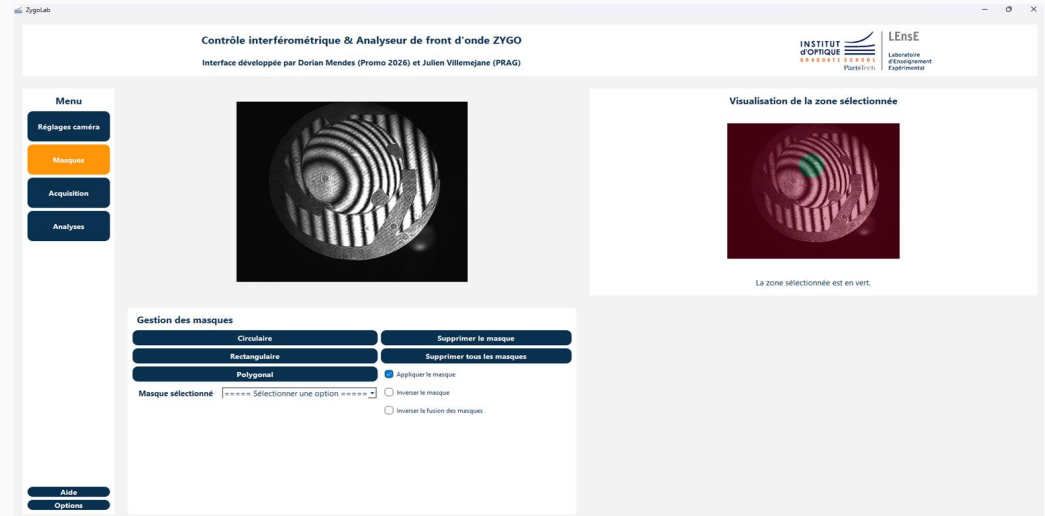 ZygoLab
Contrôle interférométrique & Analyseur de front d'onde ZYGO
Interface développée par Dorian Mendes (Promo 2026) et Julien Villemejane (PRAG)
INSTITUT
d'OPTIQUE
GRADUATE SCHOOL
ParisTech
LEnsE
Laboratoire
d'Enseignement
Expérimental
Menu
Réglages caméra
Masques
Acquisition
Analyses
Aide
Options
Visualisation de la zone sélectionnée
La zone sélectionnée est en vert.
Gestion des masques
Circulaire
Supprimer le masque
Rectangulaire
Supprimer tous les masques
Polygonal
Appliquer le masque
Masque sélectionné
===== Sélectionner une option =====
Inverser le masque
Inverser la fusion des masques